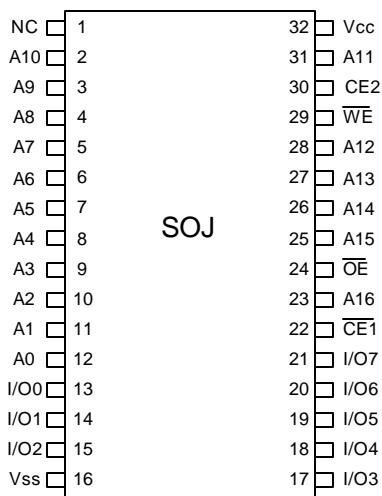 NC 1 32 Vcc
A10 2 31 A11
A9 3 30 CE2
A8 4 29 W̅E̅
A7 5 28 A12
A6 6 27 A13
A5 7 26 A14
A4 8 SOJ 25 A15
A3 9 24 O̅E̅
A2 10 23 A16
A1 11 22 C̅E̅1
A0 12 21 I/O7
I/O0 13 20 I/O6
I/O1 14 19 I/O5
I/O2 15 18 I/O4
Vss 16 17 I/O3